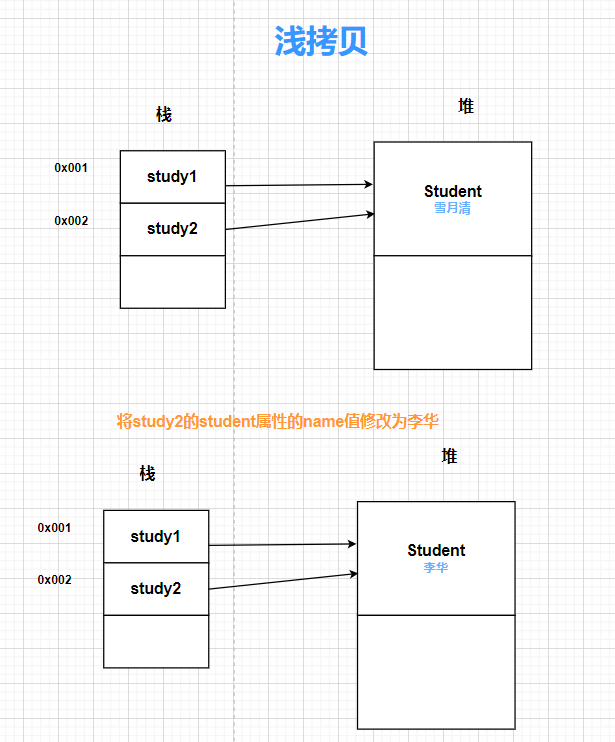 浅拷贝
栈
堆
0x001
study1
Student
雪月清
0x002
study2
将study2的student属性的name值修改为李华
栈
堆
0x001
study1
Student
李华
0x002
study2